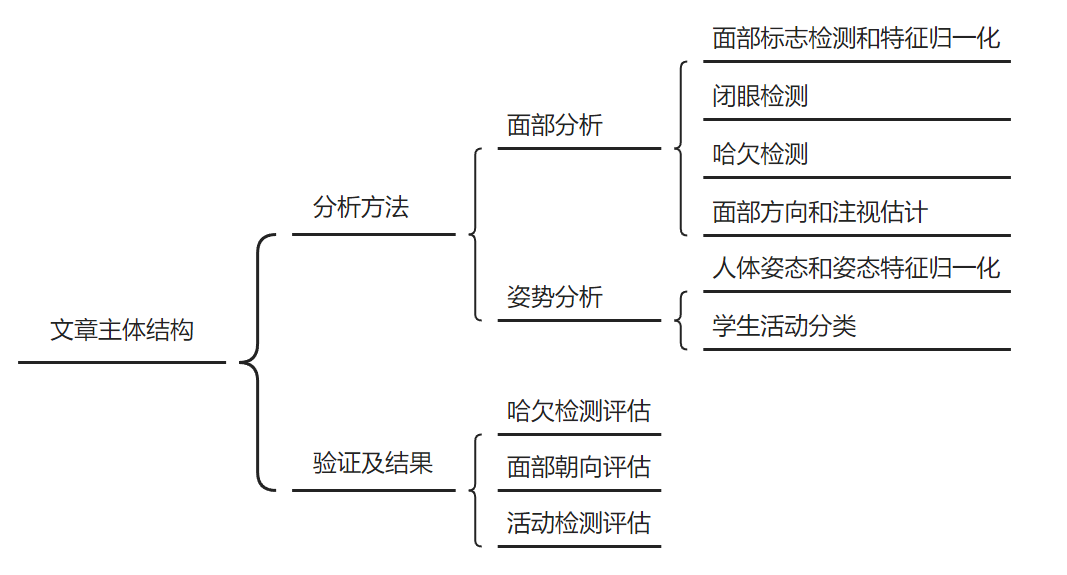 文章主体结构
分析方法
面部分析
面部标志检测和特征归一化
闭眼检测
哈欠检测
面部方向和注视估计
姿势分析
人体姿态和姿态特征归一化
学生活动分类
验证及结果
哈欠检测评估
面部朝向评估
活动检测评估